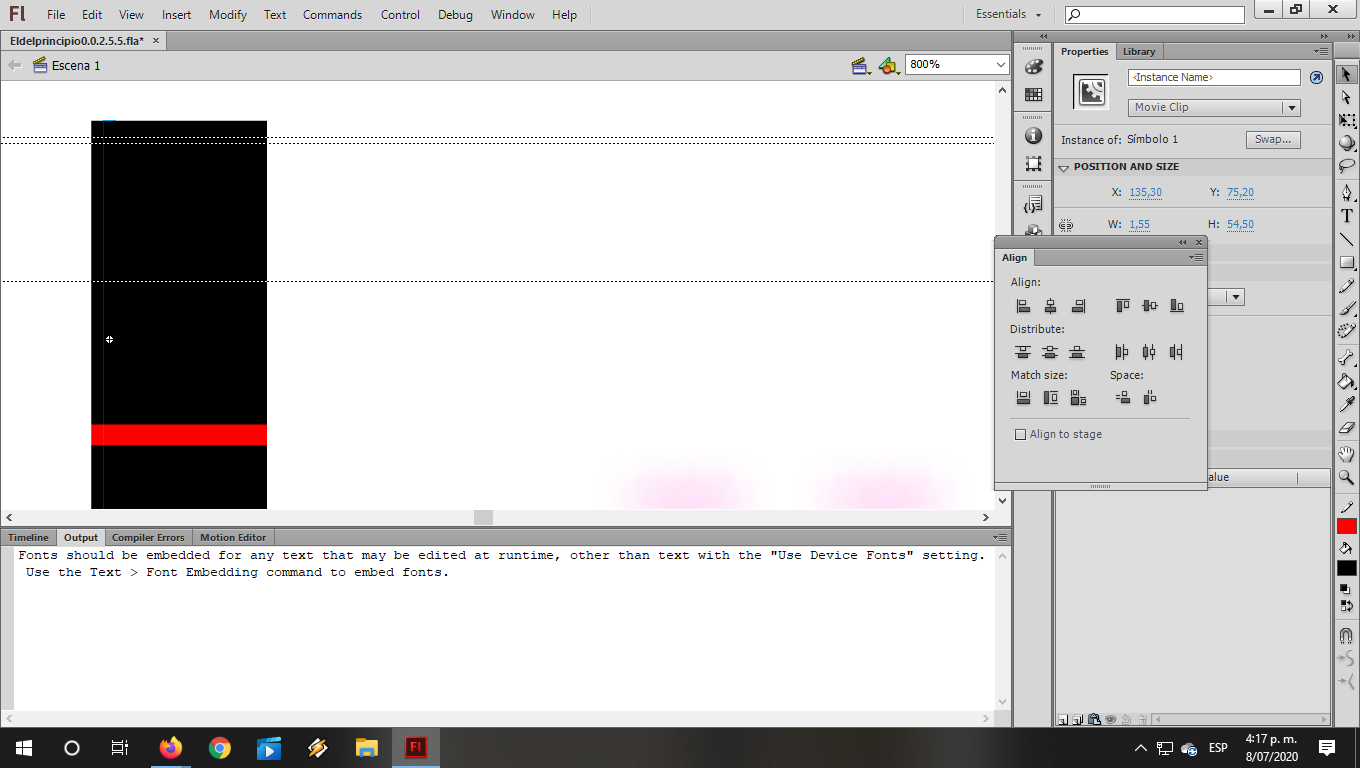 Fl File Edit View Insert Modify Text Commands Control Debug Window Help Essentials
Eldelprincipio0.0.2.5.5.fla*
Escena 1
800%
Properties Library
‹Instance Name›
Movie Clip
Instance of: Símbolo 1 Swap...
POSITION AND SIZE
X: 135,30 Y: 75,20
W: 1,55 H: 54,50
Align
Align:
Distribute:
Match size: Space:
Align to stage
alue
T
Timeline Output Compiler Errors Motion Editor
Fonts should be embedded for any text that may be edited at runtime, other than text with the "Use Device Fonts" setting.
Use the Text > Font Embedding command to embed fonts.
Fl
ESP
4:17 p. m.
8/07/2020